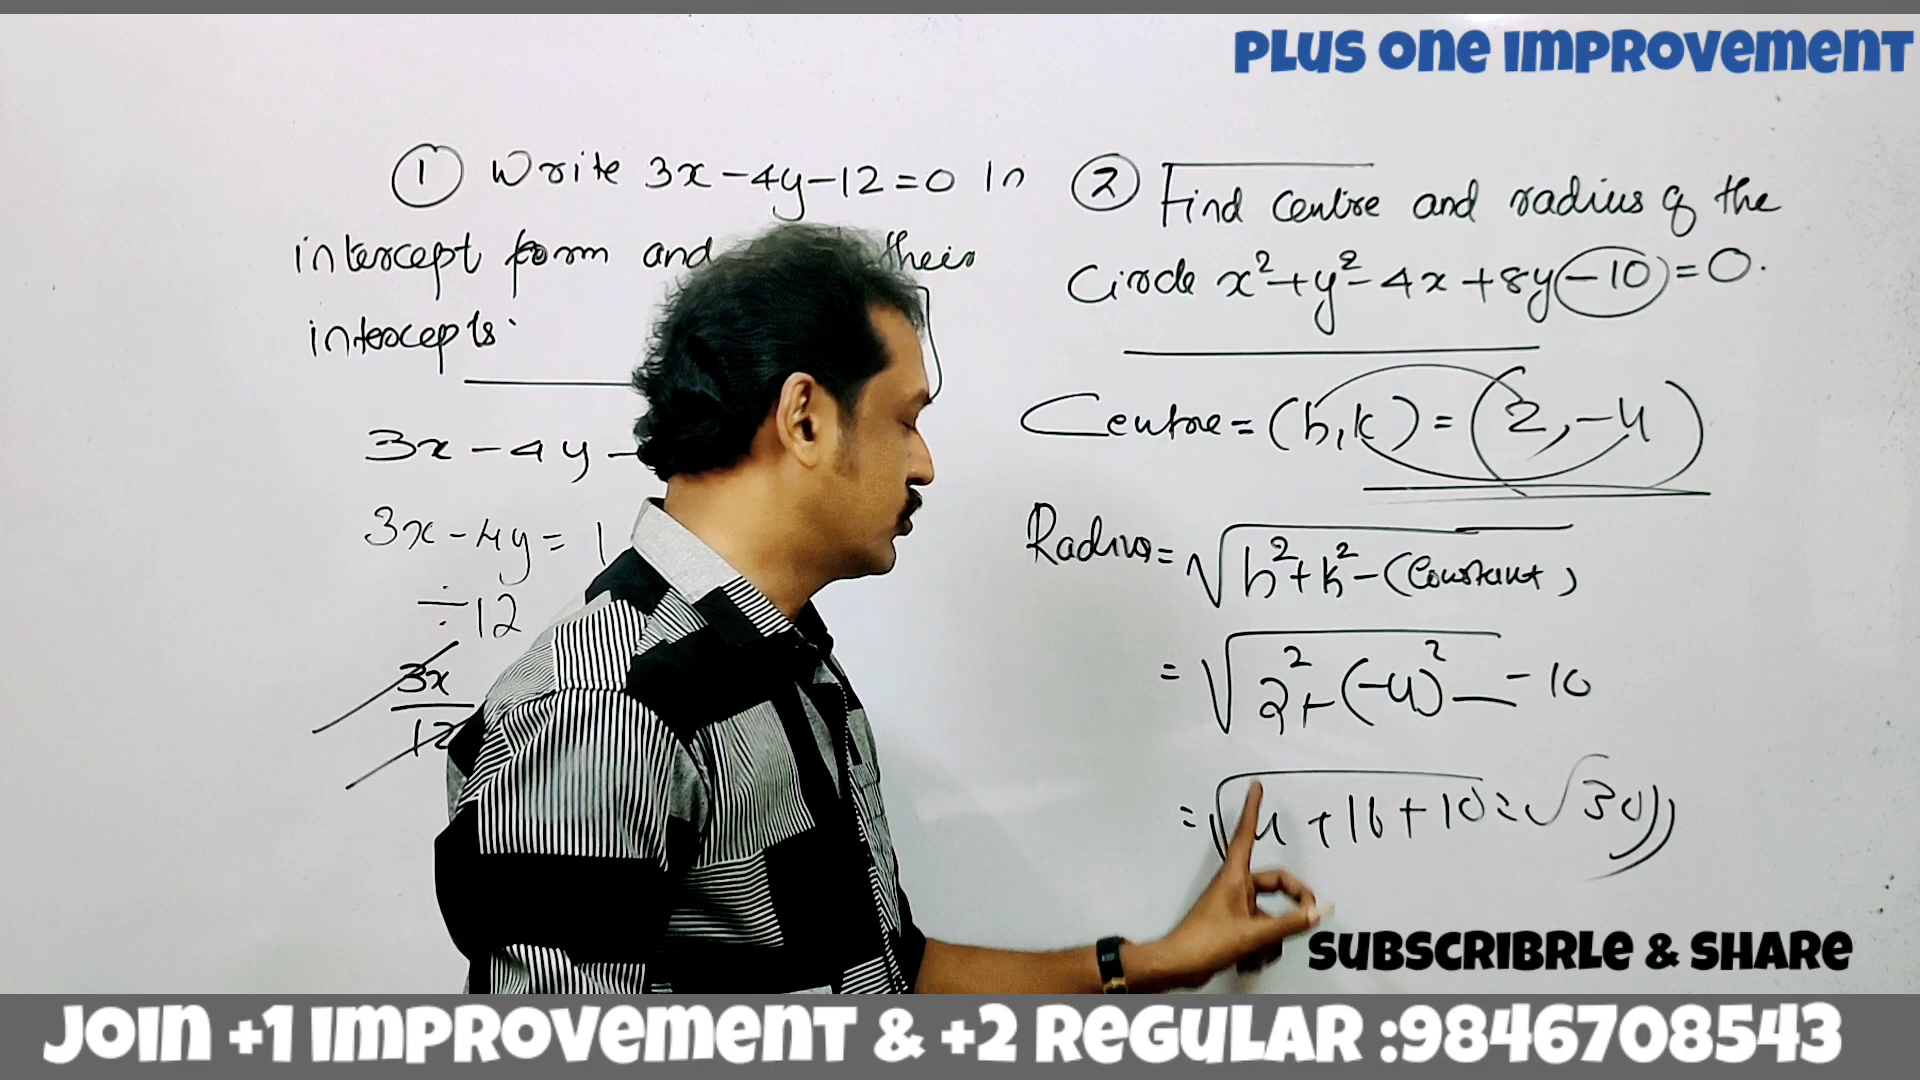 PLUS ONE IMPROVEMENT
① Write 3x-4y-12=0 In
intercept form and their
intercepts.
3x-4y-
3x-4y= 1
÷12
3x
12
② Find centre and radius of the
Circle x²+y²-4x+8y-10=0.
Centre=(h,k)=(2,-4)
Radius=√h²+k²-(Constant)
=√2²+(-4)²--10
=√4+16+10=√30
SUBSCRIBRLE & SHARE
JOIN +1 IMPROVEMENT & +2 REGULAR :9846708543